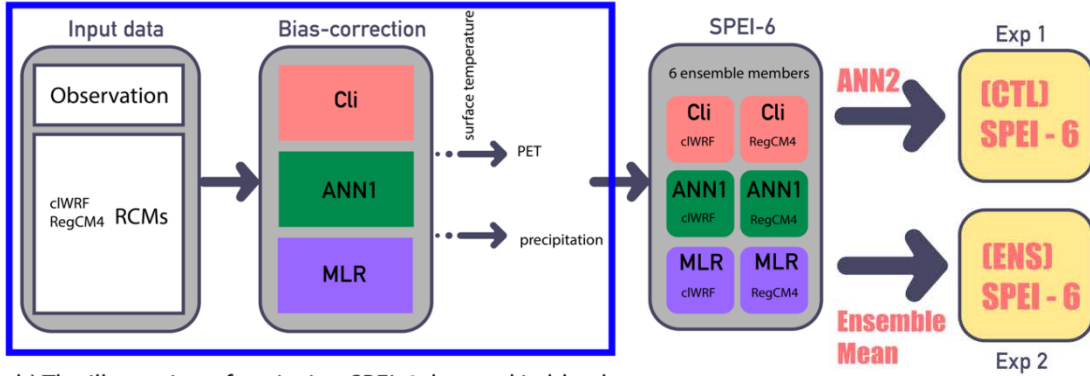 Input data
Observation
clWRF
RegCM4
RCMs
Bias-correction
Cli
ANN1
MLR
surface temperature
PET
precipitation
SPEI-6
6 ensemble members
Cli
clWRF
Cli
RegCM4
ANN1
clWRF
ANN1
RegCM4
MLR
clWRF
MLR
RegCM4
ANN2
Exp 1
(CTL)
SPEI - 6
Ensemble
Mean
(ENS)
SPEI - 6
Exp 2